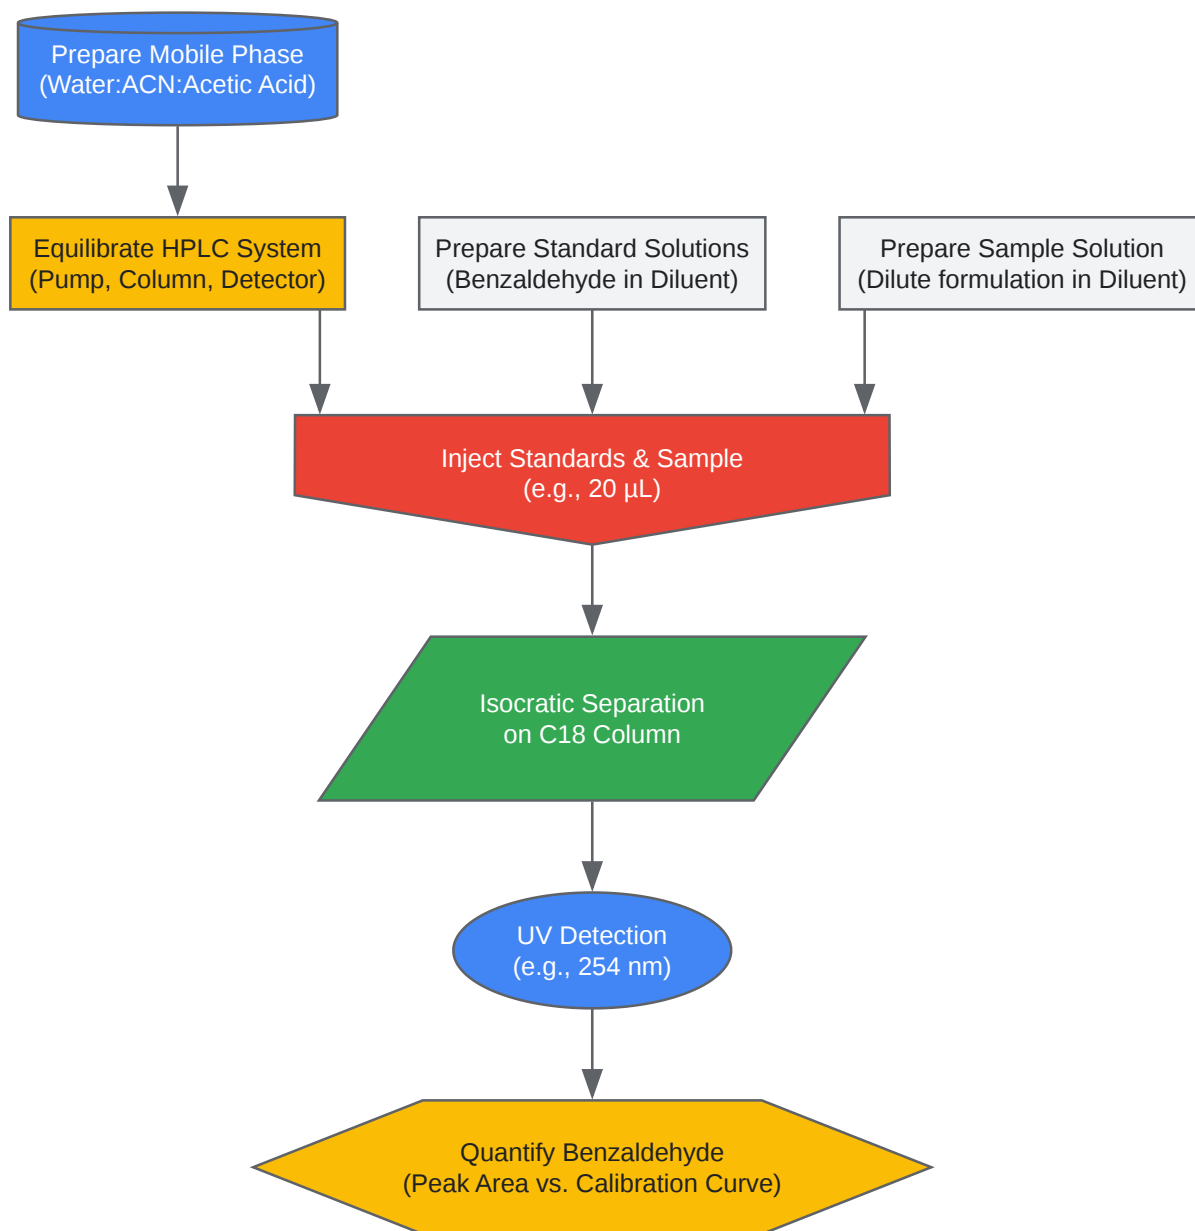 Prepare Mobile Phase
(Water:ACN:Acetic Acid)
Equilibrate HPLC System
(Pump, Column, Detector)
Prepare Standard Solutions
(Benzaldehyde in Diluent)
Prepare Sample Solution
(Dilute formulation in Diluent)
Inject Standards & Sample
(e.g., 20 µL)
Isocratic Separation
on C18 Column
UV Detection
(e.g., 254 nm)
Quantify Benzaldehyde
(Peak Area vs. Calibration Curve)